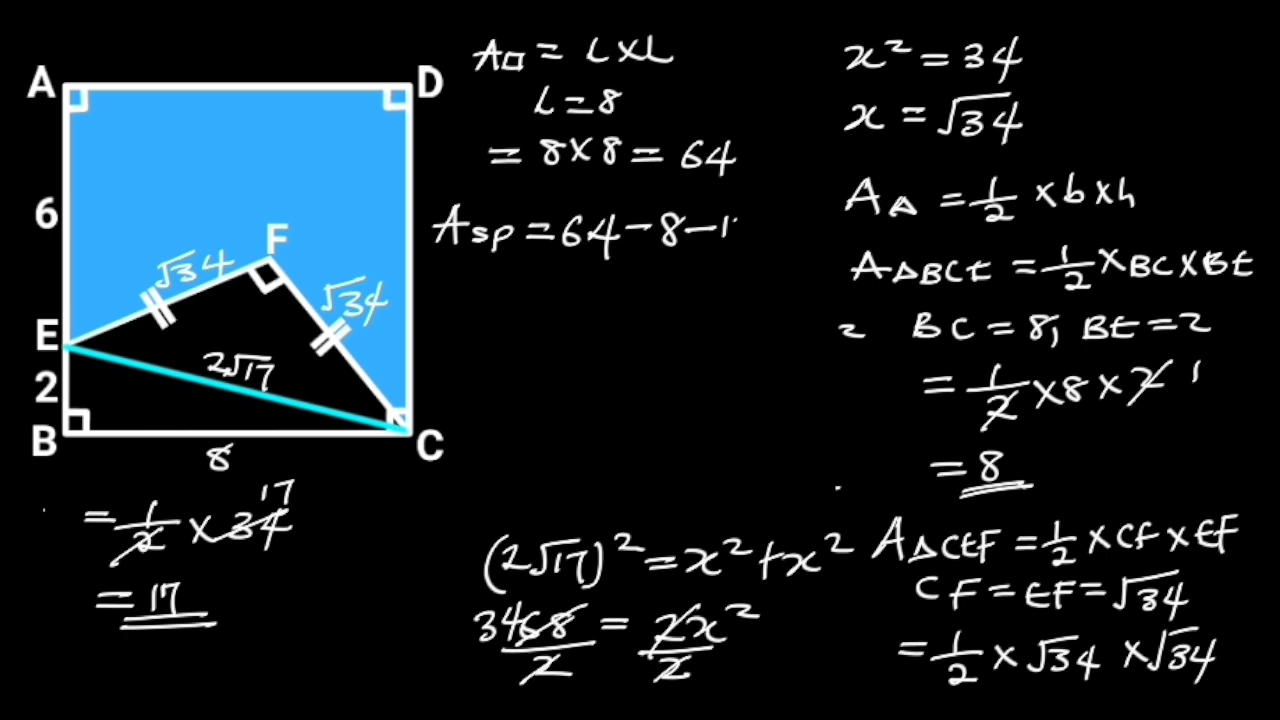 A
D
6
F
√34
√34
E
2√17
2
B
C
8
= 1/2 × 34 17
= 17
A□ = L×L
L = 8
= 8×8 = 64
Asp = 64-8-1
(2√17)² = x² + x²
34 68/2 = 2x²/2
x² = 34
x = √34
A△ = 1/2 × b × h
A△BCE = 1/2 × BC × BE
= BC = 8, BE = 2
= 1/2 × 8 × 2 1
= 8
A△CEF = 1/2 × CF × EF
CF = EF = √34
= 1/2 × √34 × √34